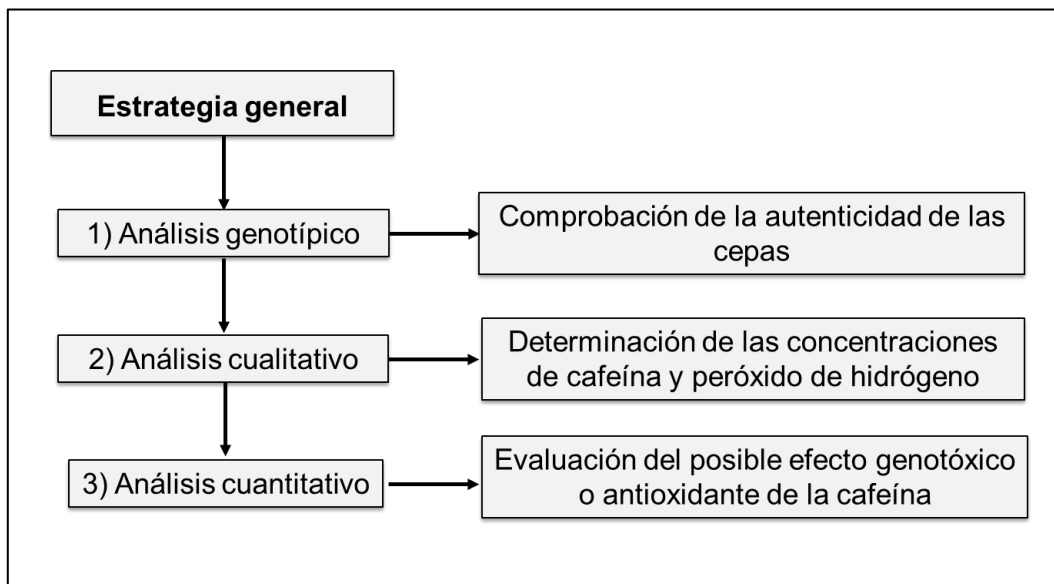 Estrategia general
1) Análisis genotípico
Comprobación de la autenticidad de las
cepas
2) Análisis cualitativo
Determinación de las concentraciones
de cafeína y peróxido de hidrógeno
3) Análisis cuantitativo
Evaluación del posible efecto genotóxico
o antioxidante de la cafeína